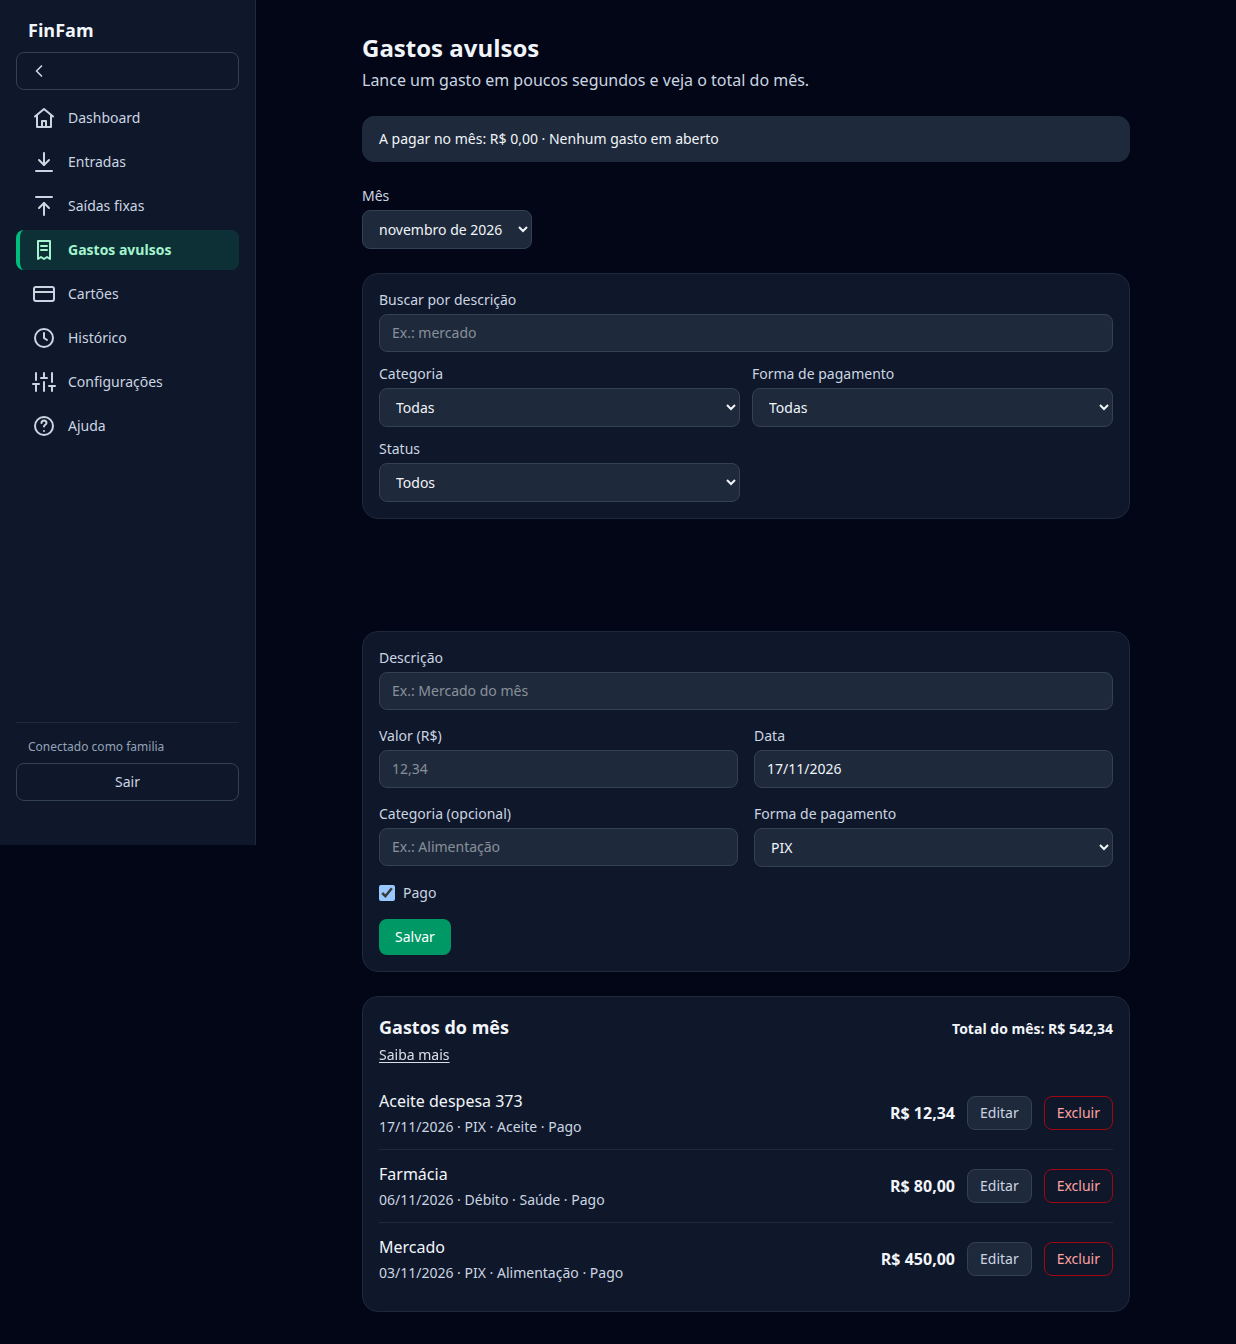 FinFam
Dashboard
Entradas
Saídas fixas
Gastos avulsos
Cartões
Histórico
Configurações
Ajuda
Conectado como familia
Sair
Gastos avulsos
Lance um gasto em poucos segundos e veja o total do mês.
A pagar no mês: R$ 0,00 · Nenhum gasto em aberto
Mês
novembro de 2026
Buscar por descrição
Ex.: mercado
Categoria
Todas
Forma de pagamento
Todas
Status
Todos
Descrição
Ex.: Mercado do mês
Valor (R$)
12,34
Data
17/11/2026
Categoria (opcional)
Ex.: Alimentação
Forma de pagamento
PIX
Pago
Salvar
Gastos do mês
Total do mês: R$ 542,34
Saiba mais
Aceite despesa 373
17/11/2026 · PIX · Aceite · Pago
R$ 12,34
Editar
Excluir
Farmácia
06/11/2026 · Débito · Saúde · Pago
R$ 80,00
Editar
Excluir
Mercado
03/11/2026 · PIX · Alimentação · Pago
R$ 450,00
Editar
Excluir